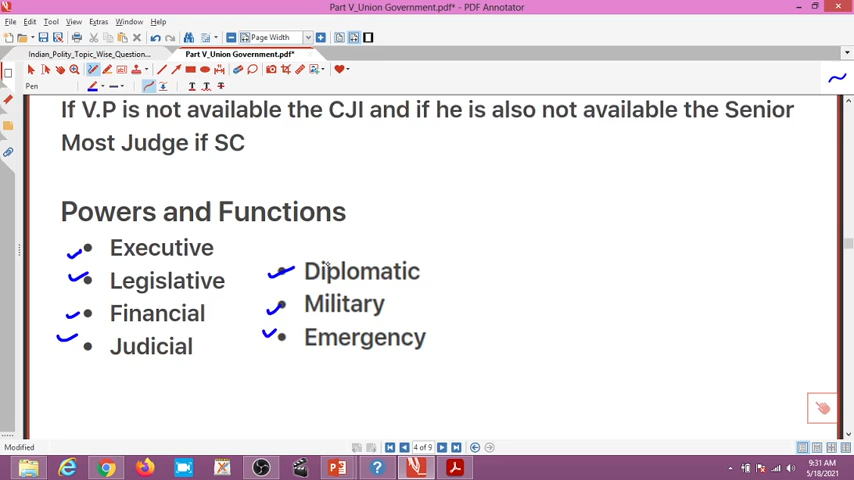 Part V_Union Government.pdf* - PDF Annotator
File Edit View Tool Extras Window Help
Page Width
Indian_Polity_Topic_Wise_Question...
Part V_Union Government.pdf*
Pen
If V.P is not available the CJI and if he is also not available the Senior
Most Judge if SC
Powers and Functions
• Executive
• Legislative
• Financial
• Judicial
• Diplomatic
• Military
• Emergency
4 of 9
Modified
9:31 AM
5/18/2021